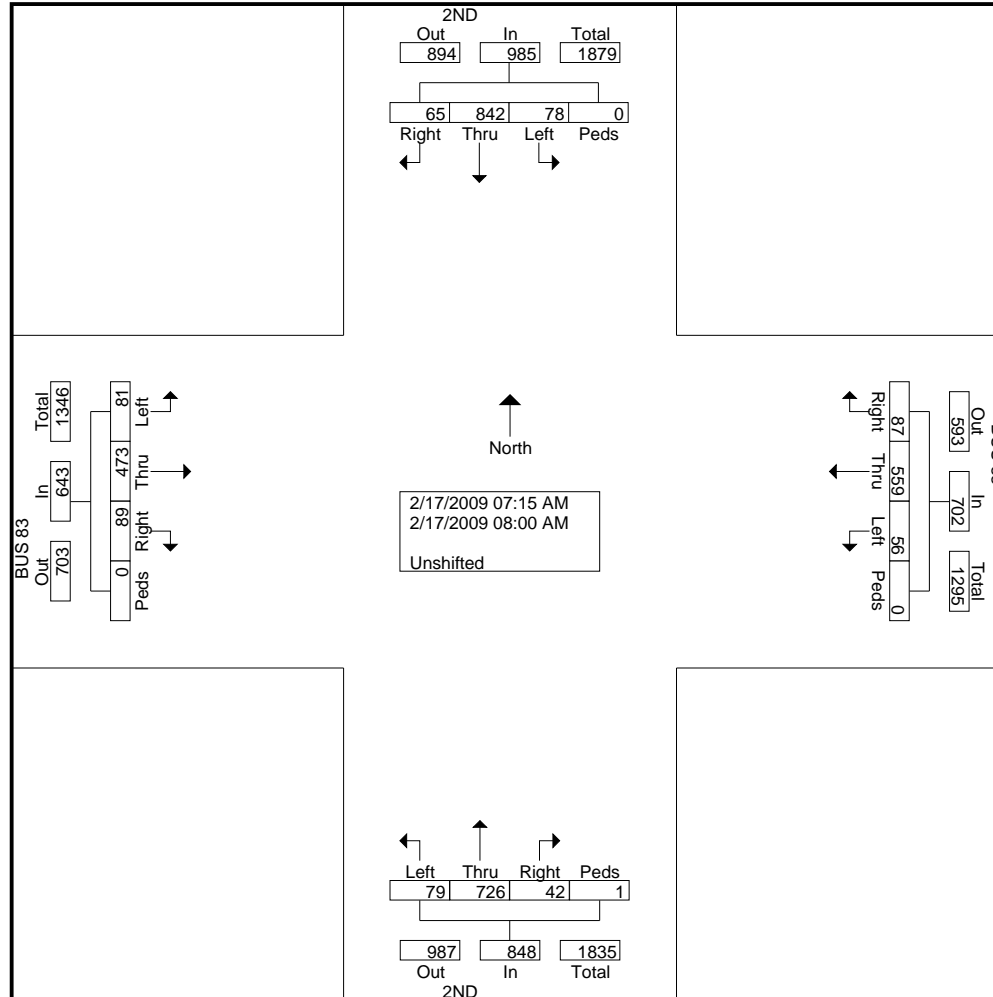 2ND
Out In Total
894 985 1879
65 842 78 0
Right Thru Left Peds
North
2/17/2009 07:15 AM
2/17/2009 08:00 AM
Unshifted
BUS 83
Out In Total
703 643 1346
81 473 89 0
Left Thru Right Peds
Out In Total
593 702 1295
87 559 56 0
Right Thru Left Peds
Left Thru Right Peds
79 726 42 1
987 848 1835
Out In Total
2ND